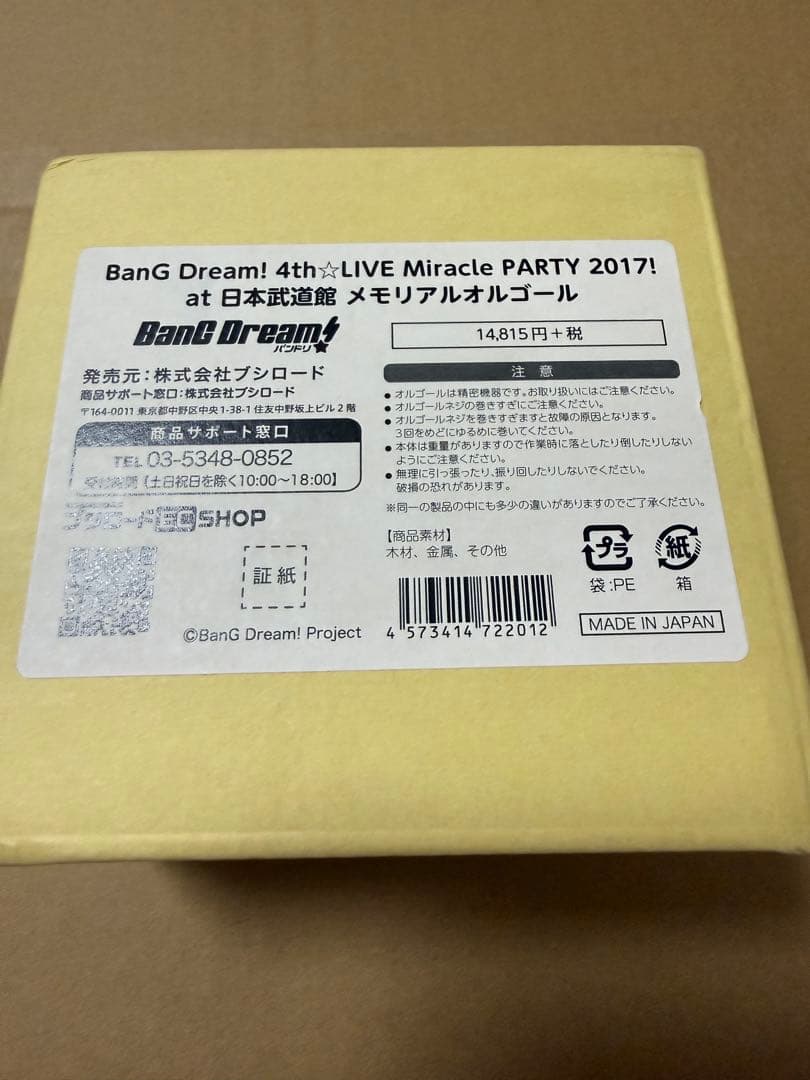 BanG Dream! 4th☆LIVE Miracle PARTY 2017!
at 日本武道館 メモリアルオルゴール
BanG Dream!
バンドリ
14,815円+税
発売元:株式会社ブシロード
商品サポート窓口:株式会社ブシロード
〒164-0011 東京都中野区中央1-38-1 住友中野坂上ビル2階
商品サポート窓口
TEL 03-5348-0852
受付時間【土日祝日を除く10:00〜18:00】
ブシロードEC SHOP
証紙
©BanG Dream! Project
注意
●オルゴールは精密機器です。お取り扱いにはご注意ください。
●オルゴールネジの巻きすぎにご注意ください。
●オルゴールネジを巻きすぎますと故障の原因となります。
3回をめどにゆるめに巻いてください。
●本体は重量がありますので作業時に落としたり倒したりしない
ようにご注意ください。
●無理に引っ張ったり、振り回したりしないでください。
破損の恐れがあります。
※同一の製品の中にも多少の違いがありますのでご了承ください。
【商品素材】
木材、金属、その他
プラ
袋:PE
紙
箱
4 573414 722012
MADE IN JAPAN